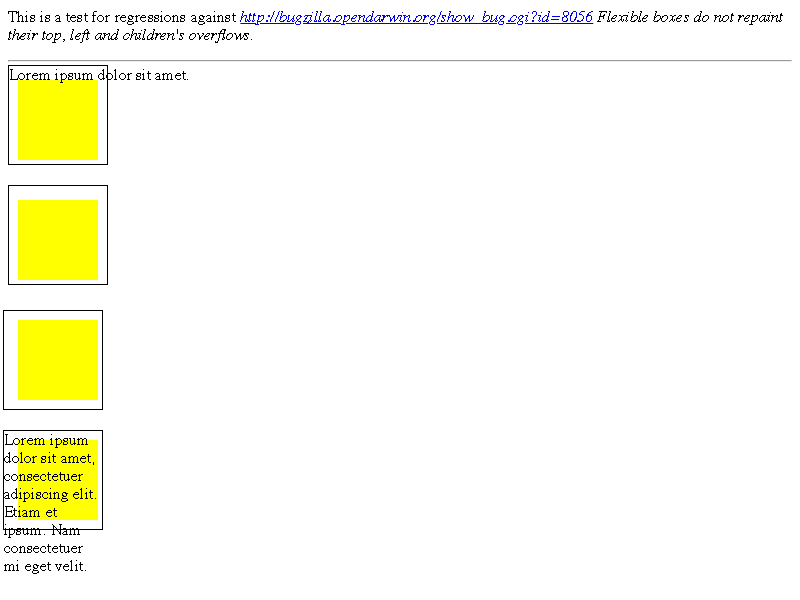 This is a test for regressions against http://bugzilla.opendarwin.org/show_bug.cgi?id=8056 Flexible boxes do not repaint
their top, left and children's overflows.
Lorem ipsum dolor sit amet.
Lorem ipsum
dolor sit amet,
consectetuer
adipiscing elit.
Etiam et
ipsum. Nam
consectetuer
mi eget velit.